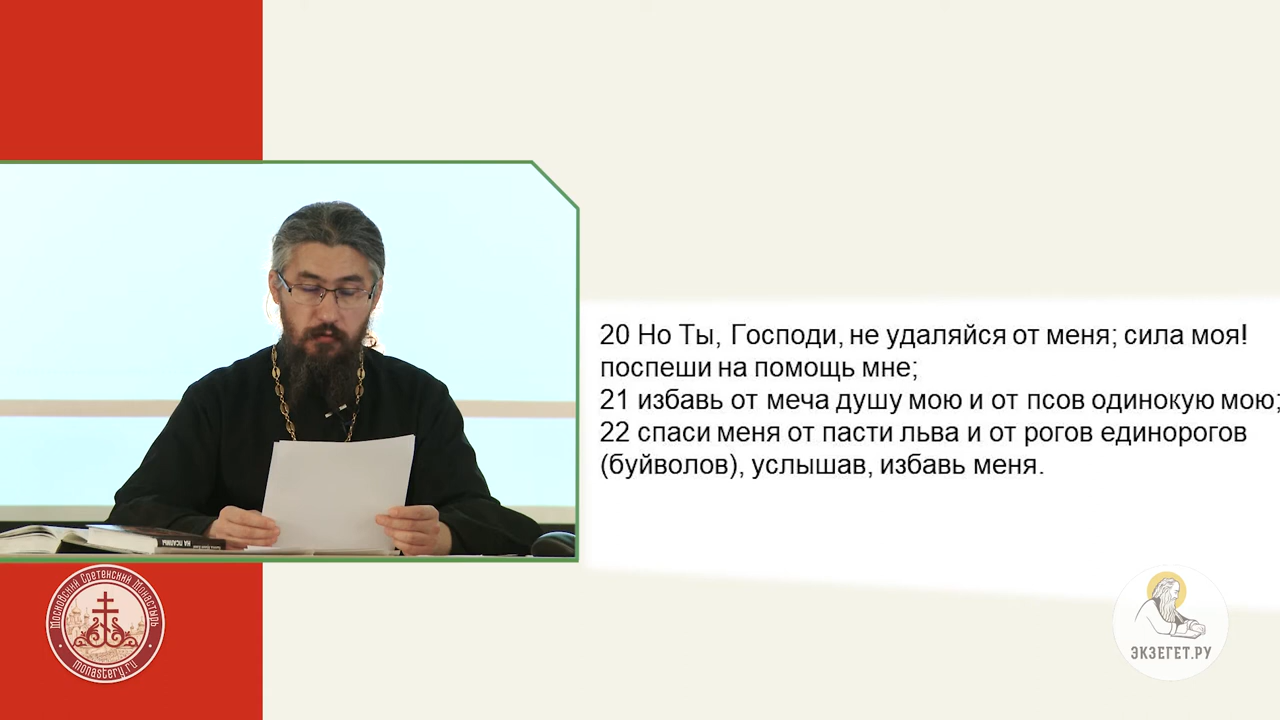 20 Но Ты, Господи, не удаляйся от меня; сила моя!
поспеши на помощь мне;
21 избавь от меча душу мою и от псов одинокую мою;
22 спаси меня от пасти льва и от рогов единорогов
(буйволов), услышав, избавь меня.
НА ПСАЛМЫ
Московский Сретенский Монастырь
monastery.ru
ЭКЗЕГЕТ.РУ